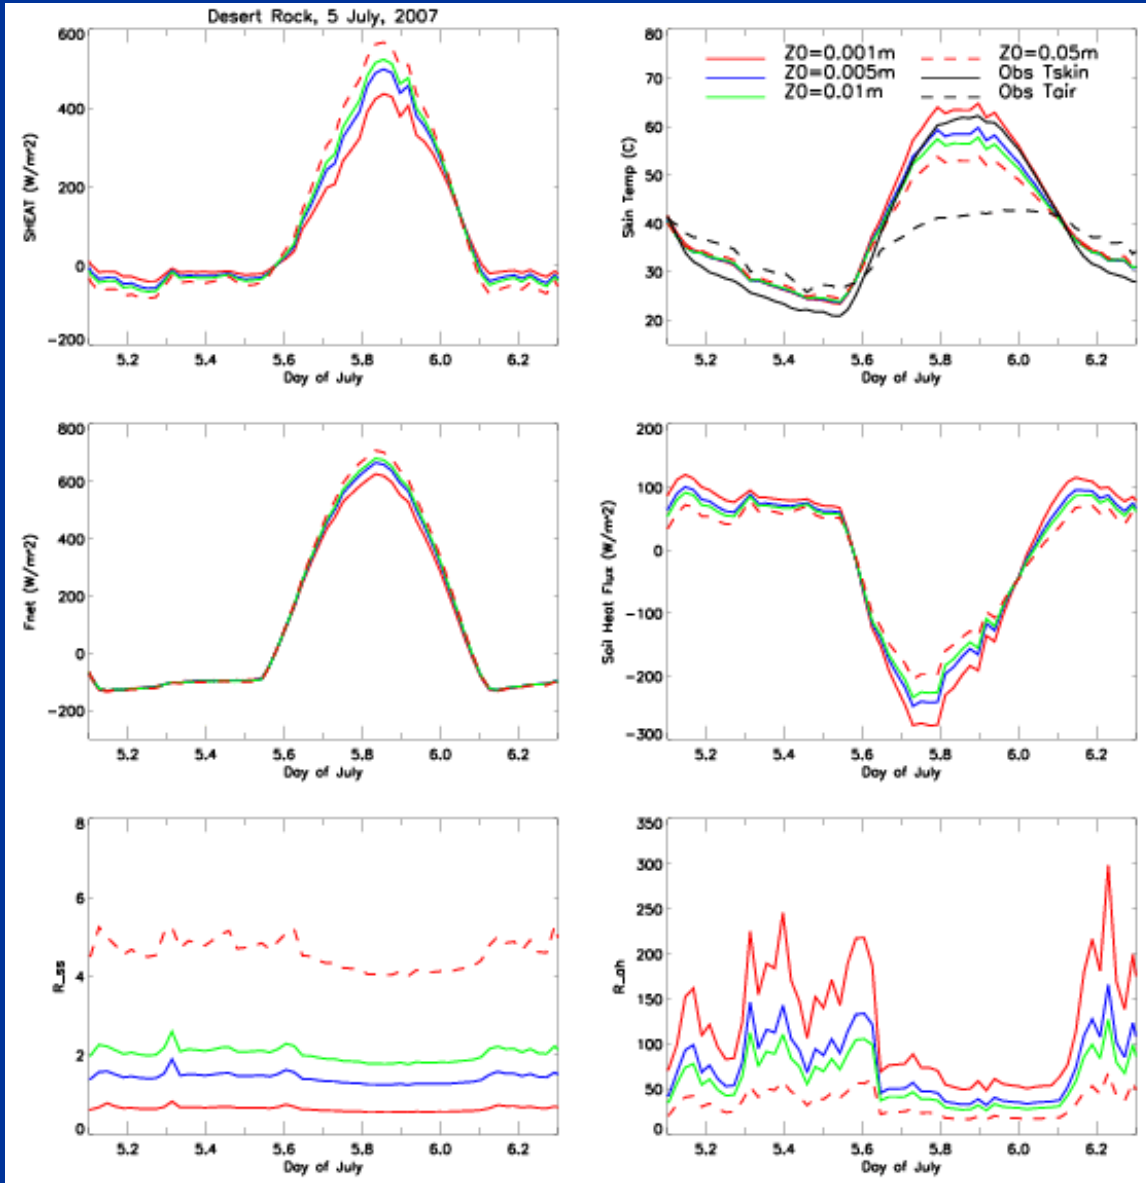 Desert Rock, 5 July, 2007
600
400
200
0
-200
SHEAT (W/m^2)
5.2 5.4 5.6 5.8 6.0 6.2
Day of July
80
70
60
50
40
30
20
Skin Temp (C)
Z0=0.001m
Z0=0.005m
Z0=0.01m
Z0=0.05m
Obs Tskin
Obs Tair
5.2 5.4 5.6 5.8 6.0 6.2
Day of July
800
600
400
200
0
-200
Fnet (W/m^2)
5.2 5.4 5.6 5.8 6.0 6.2
Day of July
200
100
0
-100
-200
-300
Soil Heat Flux (W/m^2)
5.2 5.4 5.6 5.8 6.0 6.2
Day of July
8
6
4
2
0
R_ss
5.2 5.4 5.6 5.8 6.0 6.2
Day of July
350
300
250
200
150
100
50
0
R_ah
5.2 5.4 5.6 5.8 6.0 6.2
Day of July